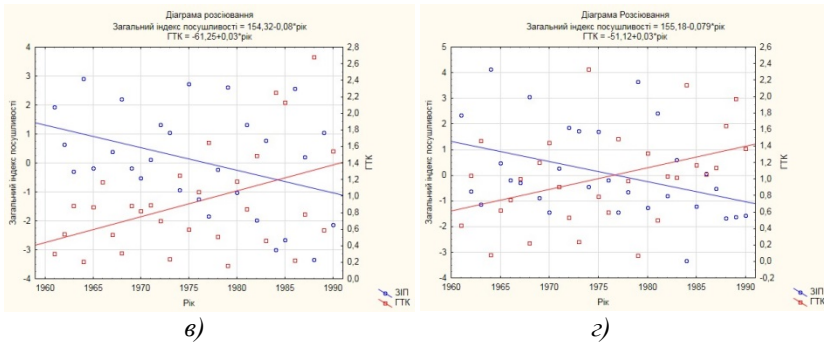 Діаграма розсіювання
Загальний індекс посушливості = 154,32-0,08*рік
ГТК = -61,25+0,03*рік
4
3
2
1
0
-1
-2
-3
-4
Загальний індекс посушливості
2,8
2,6
2,4
2,2
2,0
1,8
1,6
1,4
1,2
1,0
0,8
0,6
0,4
0,2
0,0
ГТК
1960 1965 1970 1975 1980 1985 1990
Рік
ЗІП
ГТК
в)
Діаграма Розсіювання
Загальний індекс посушливості = 155,18-0,079*рік
ГТК = -51,12+0,03*рік
5
4
3
2
1
0
-1
-2
-3
-4
Загальний індекс посушливості
2,6
2,4
2,2
2,0
1,8
1,6
1,4
1,2
1,0
0,8
0,6
0,4
0,2
0,0
-0,2
ГТК
1960 1965 1970 1975 1980 1985 1990
Рік
ЗІП
ГТК
г)